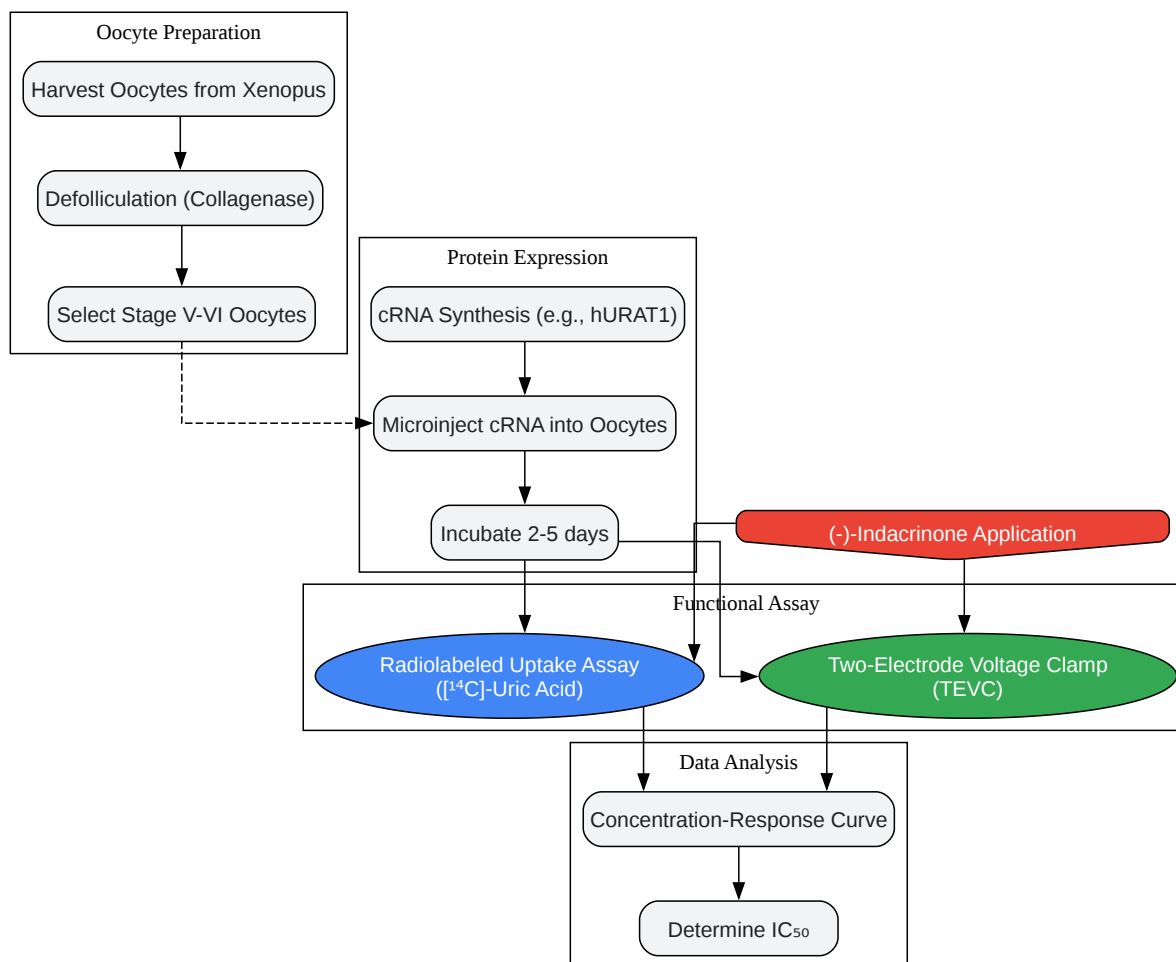 Oocyte Preparation
Harvest Oocytes from Xenopus
Defolliculation (Collagenase)
Select Stage V-VI Oocytes
Protein Expression
cRNA Synthesis (e.g., hURAT1)
Microinject cRNA into Oocytes
Incubate 2-5 days
(-)-Indacrinone Application
Functional Assay
Radiolabeled Uptake Assay
([¹⁴C]-Uric Acid)
Two-Electrode Voltage Clamp
(TEVC)
Data Analysis
Concentration-Response Curve
Determine IC₅₀